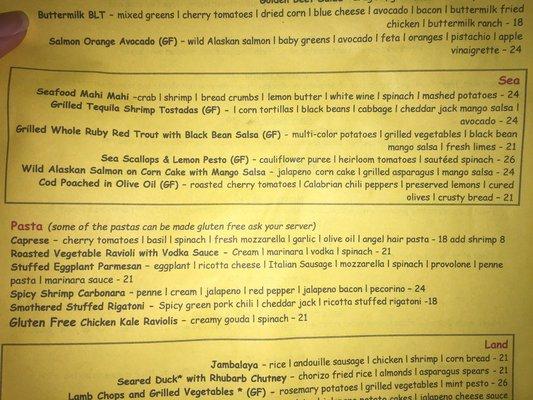 Buttermilk BLT - mixed greens | cherry tomatoes | dried corn | blue cheese | avocado | bacon | buttermilk fried
chicken | buttermilk ranch - 18
Salmon Orange Avocado (GF) - wild Alaskan salmon | baby greens | avocado | feta | oranges | pistachio | apple
vinaigrette - 24
Sea
Seafood Mahi Mahi -crab | shrimp | bread crumbs | lemon butter | white wine | spinach | mashed potatoes - 24
Grilled Tequila Shrimp Tostadas (GF) - | corn tortillas | black beans | cabbage | cheddar jack mango salsa |
avocado - 24
Grilled Whole Ruby Red Trout with Black Bean Salsa (GF) - multi-color potatoes | grilled vegetables | black bean
mango salsa | fresh limes - 21
Sea Scallops & Lemon Pesto (GF) - cauliflower puree | heirloom tomatoes | sautéed spinach - 26
Wild Alaskan Salmon on Corn Cake with Mango Salsa - jalapeno corn cake | grilled asparagus | mango salsa - 24
Cod Poached in Olive Oil (GF) - roasted cherry tomatoes | Calabrian chili peppers | preserved lemons | cured
olives | crusty bread - 21
Pasta (some of the pastas can be made gluten free ask your server)
Caprese - cherry tomatoes | basil | spinach | fresh mozzarella | garlic | olive oil | angel hair pasta - 18 add shrimp 8
Roasted Vegetable Ravioli with Vodka Sauce - Cream | marinara | vodka | spinach - 21
Stuffed Eggplant Parmesan - eggplant | ricotta cheese | Italian Sausage | mozzarella | spinach | provolone | penne
pasta | marinara sauce - 21
Spicy Shrimp Carbonara - penne | cream | jalapeno | red pepper | jalapeno bacon | pecorino - 24
Smothered Stuffed Rigatoni - Spicy green pork chili | cheddar jack | ricotta stuffed rigatoni -18
Gluten Free Chicken Kale Raviolis - creamy gouda | spinach - 21
Land
Jambalaya - rice | andouille sausage | chicken | shrimp | corn bread - 21
Seared Duck* with Rhubarb Chutney - chorizo fried rice | almonds | asparagus spears - 21
Lamb Chops and Grilled Vegetables * (GF) - rosemary potatoes | grilled vegetables | mint pesto - 26
potato cakes | jalapeno cheese sauce